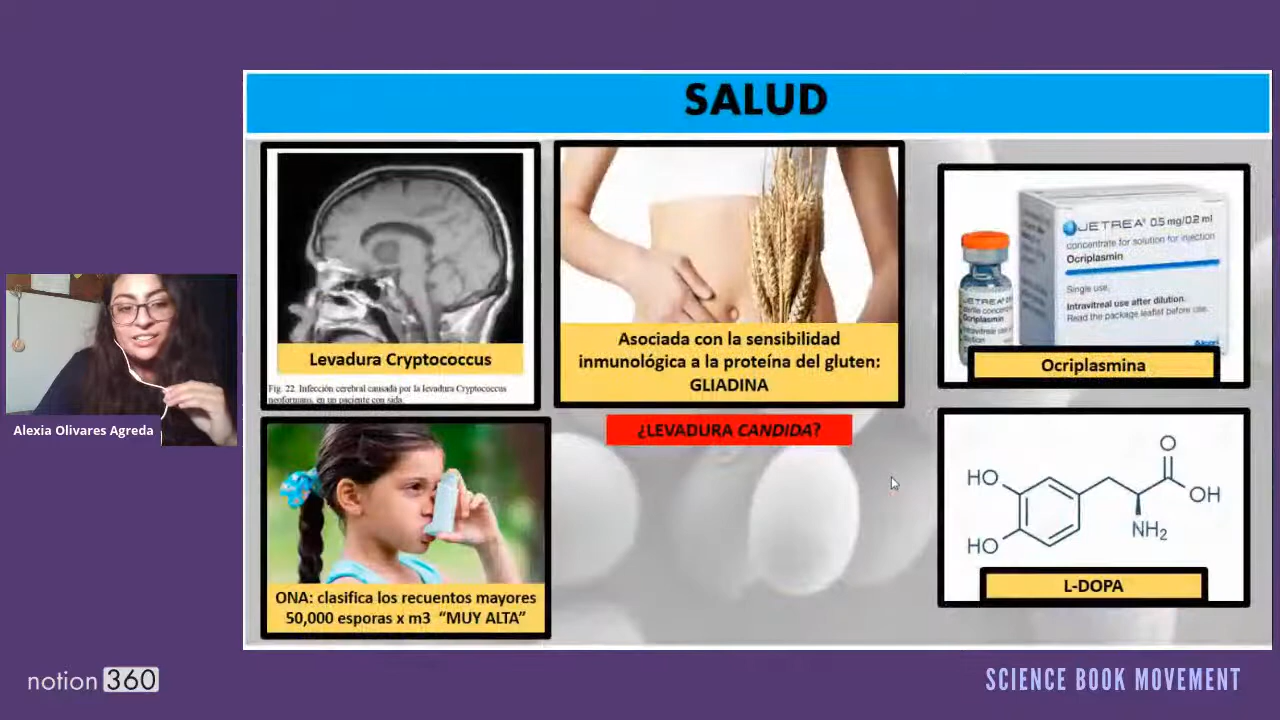 SALUD
Levadura Cryptococcus
Fig. 22. Infección cerebral causada por la levadura Cryptococcus
neoformans, en un paciente con sida.
Asociada con la sensibilidad
inmunológica a la proteína del gluten:
GLIADINA
¿LEVADURA CANDIDA?
JETREA® 0.5 mg/0.2 ml
concentrate for solution for injection
Ocriplasmin
Single use.
Intravitreal use after dilution.
Read the package leaflet before use.
Alcon
JETREA
Ocriplasmina
ONA: clasifica los recuentos mayores
50,000 esporas x m3 “MUY ALTA”
HO
HO
O
OH
NH₂
L-DOPA
Alexia Olivares Agreda
notion 360
SCIENCE BOOK MOVEMENT